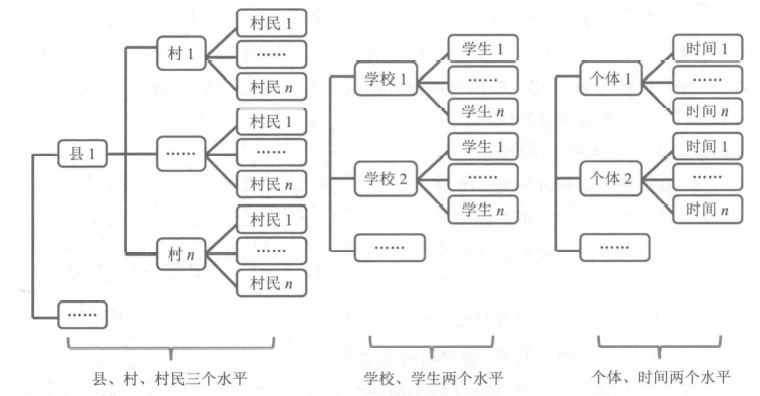 县 1
村 1
村民 1
……
村民 n
……
村民 1
……
村民 n
村 n
村民 1
……
村民 n
……
县、村、村民三个水平
学校 1
学生 1
……
学生 n
学校 2
学生 1
……
学生 n
……
学校、学生两个水平
个体 1
时间 1
……
时间 n
个体 2
时间 1
……
时间 n
……
个体、时间两个水平